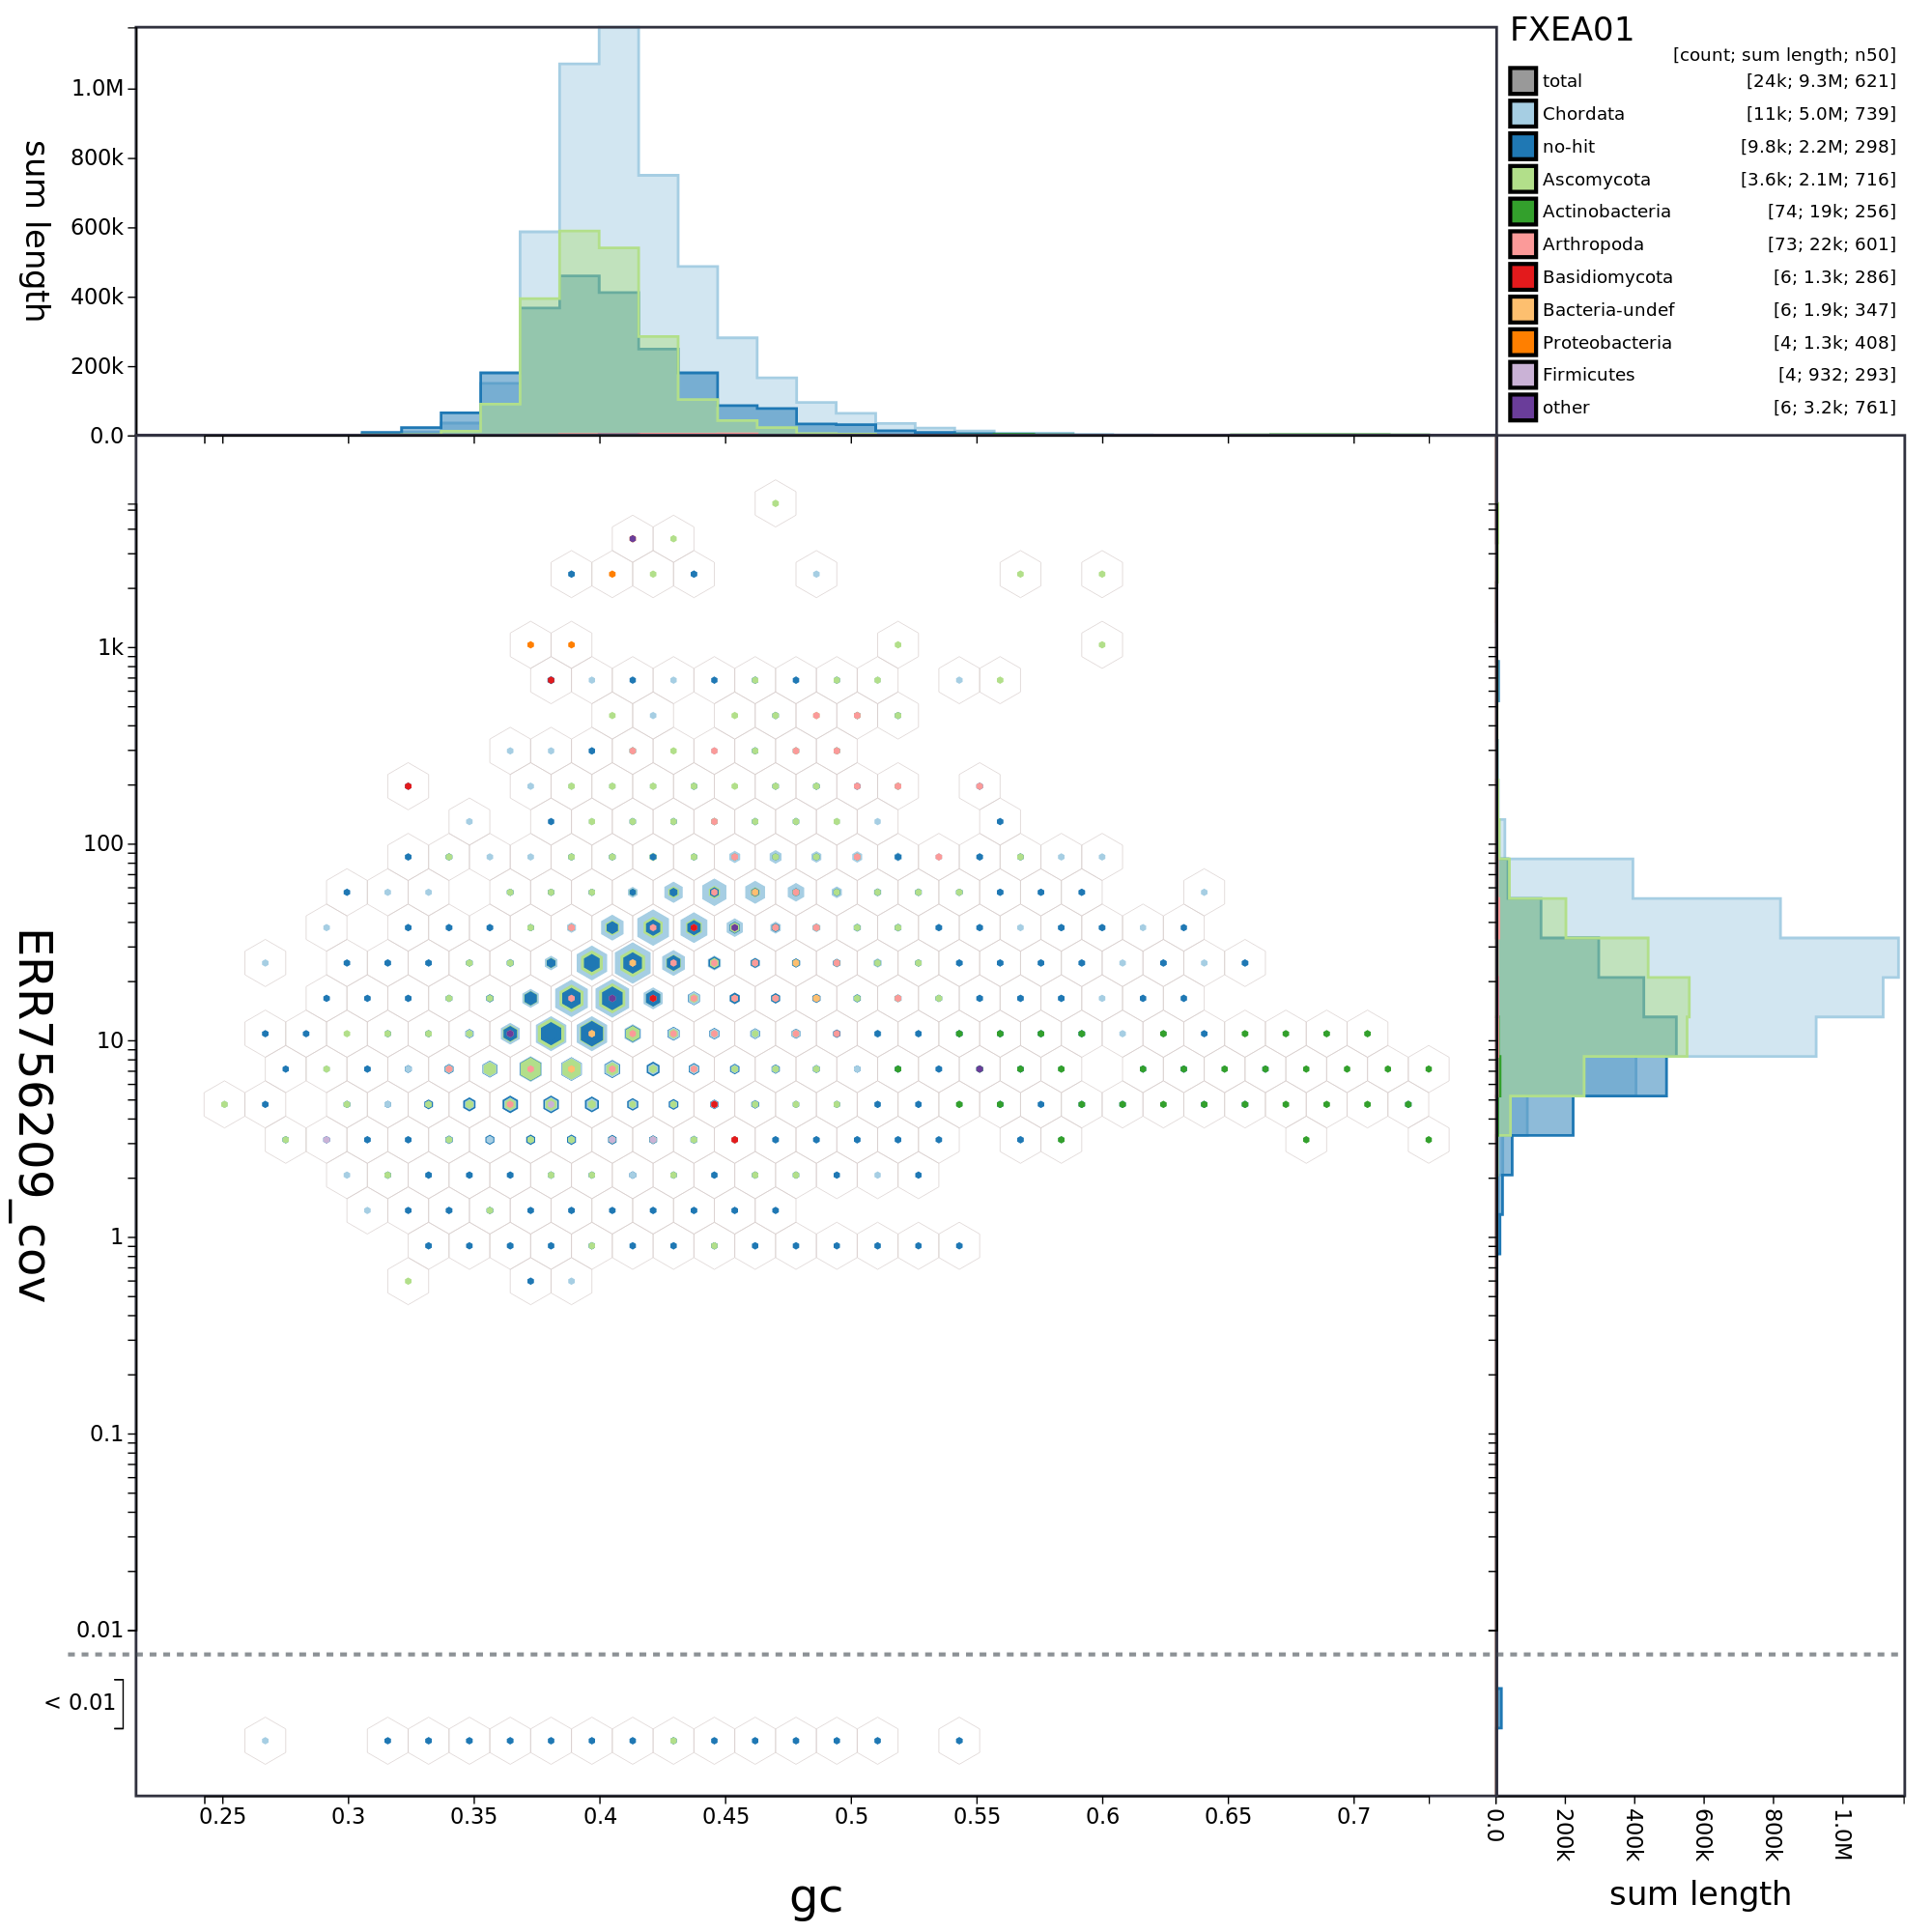 FXEA01
[count; sum length; n50]
total [24k; 9.3M; 621]
Chordata [11k; 5.0M; 739]
no-hit [9.8k; 2.2M; 298]
Ascomycota [3.6k; 2.1M; 716]
Actinobacteria [74; 19k; 256]
Arthropoda [73; 22k; 601]
Basidiomycota [6; 1.3k; 286]
Bacteria-undef [6; 1.9k; 347]
Proteobacteria [4; 1.3k; 408]
Firmicutes [4; 932; 293]
other [6; 3.2k; 761]
sum length
1.0M
800k
600k
400k
200k
0.0
ERR756209_cov
1k
100
10
1
0.1
0.01
< 0.01
0.25 0.3 0.35 0.4 0.45 0.5 0.55 0.6 0.65 0.7
gc
0.0 200k 400k 600k 800k 1.0M
sum length